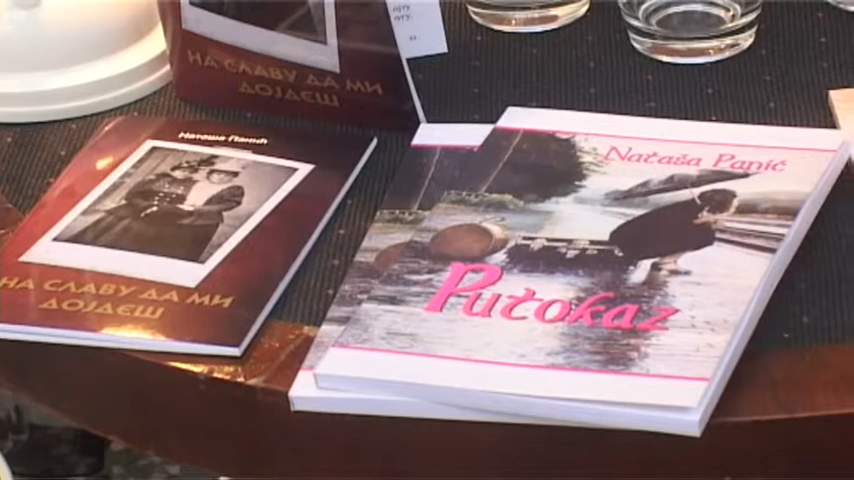 НА СЛАВУ ДА МИ
ДОЈДЕШ
Наташа Панић
НА СЛАВУ ДА МИ
ДОЈДЕШ
Nataša Panić
Putokaz